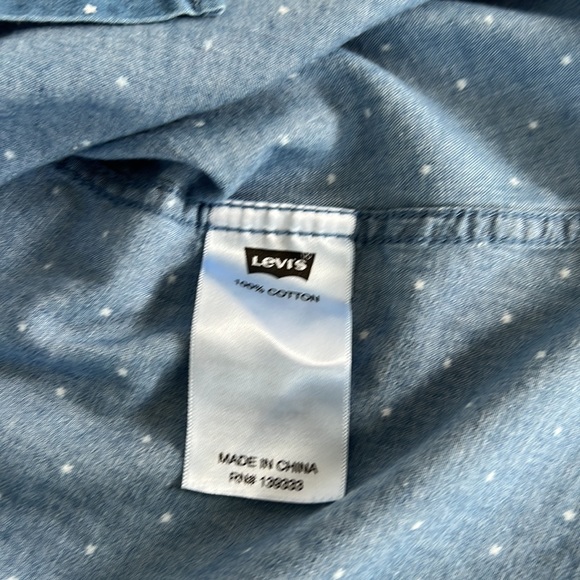 Levi's
100% COTTON
MADE IN CHINA
RN# 139333